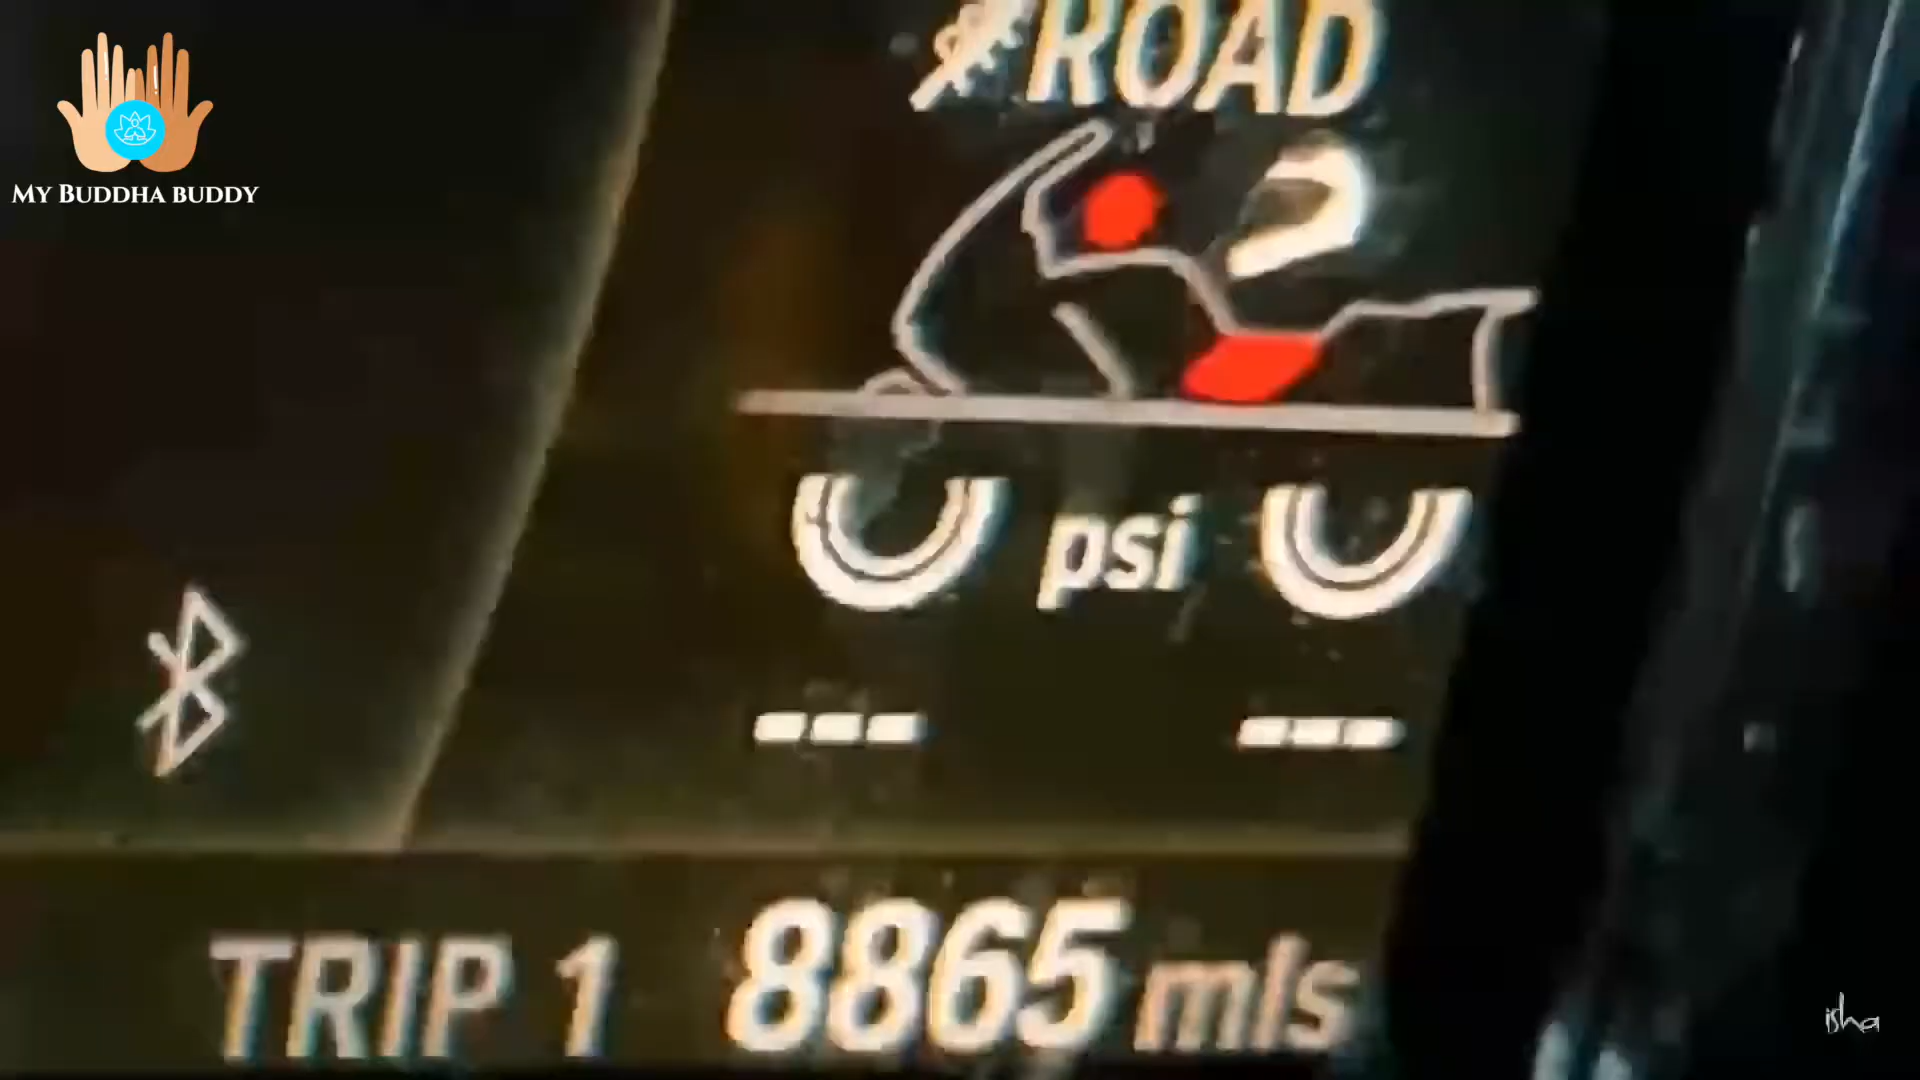 ROAD
MY BUDDHA BUDDY
psi
--- ---
TRIP 1 8865 mls
isha